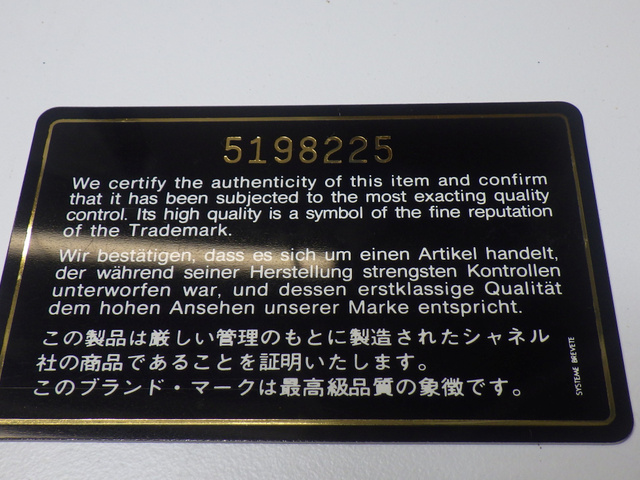 5198225
We certify the authenticity of this item and confirm
that it has been subjected to the most exacting quality
control. Its high quality is a symbol of the fine reputation
of the Trademark.
Wir bestätigen, dass es sich um einen Artikel handelt,
der während seiner Herstellung strengsten Kontrollen
unterworfen war, und dessen erstklassige Qualität
dem hohen Ansehen unserer Marke entspricht.
この製品は厳しい管理のもとに製造されたシャネル
社の商品であることを証明いたします。
このブランド・マークは最高級品質の象徴です。
SYSTEME BREVETE